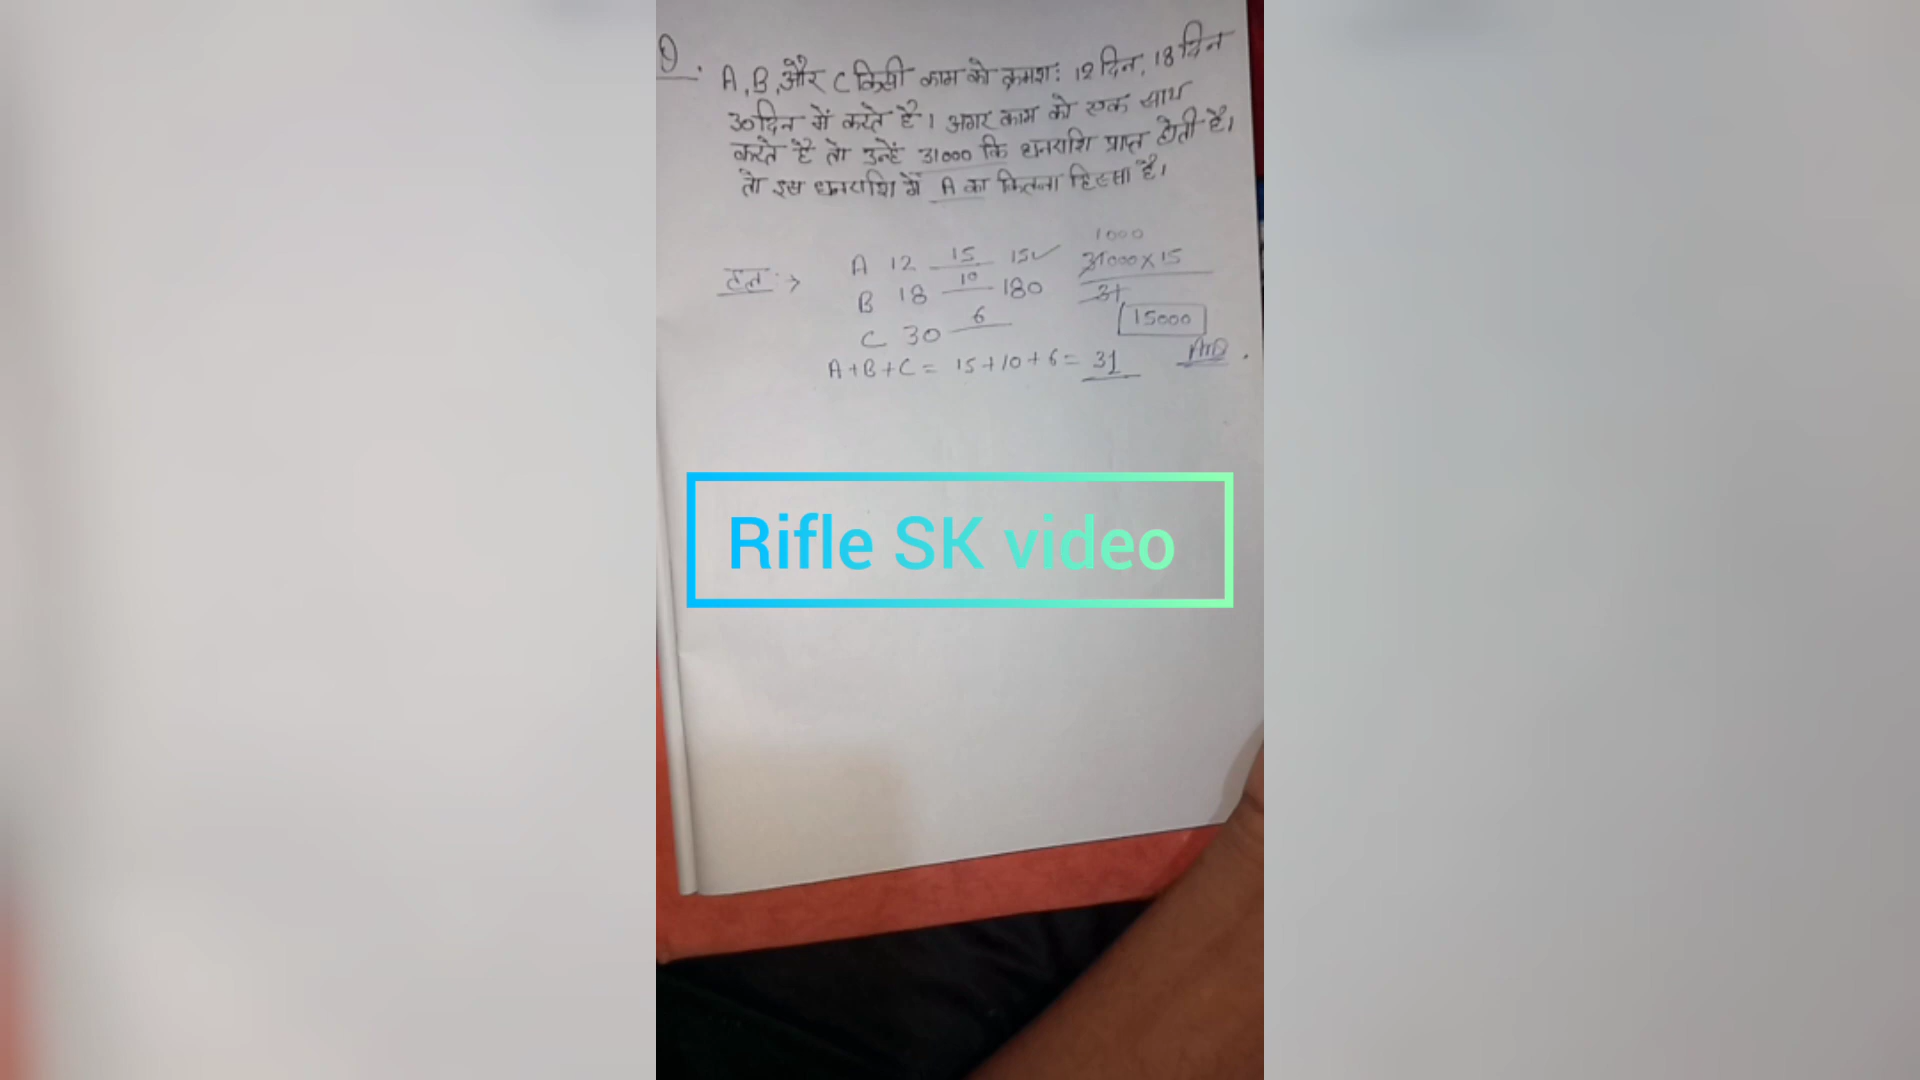 Q.
A, B, और C किसी काम को क्रमश: 12 दिन, 18 दिन
30 दिन में करते है। अगर काम को एक साथ
करते है तो उन्हें 31000 कि धनराशि प्राप्त होती है।
तो इस धनराशि में A का कितना हिस्सा है।
हल :→
A 12 15 15✓
B 18 10 180
C 30 6
A+B+C = 15+10+6= 31
1000
31000×15
31
15000
Ans.
Rifle SK video